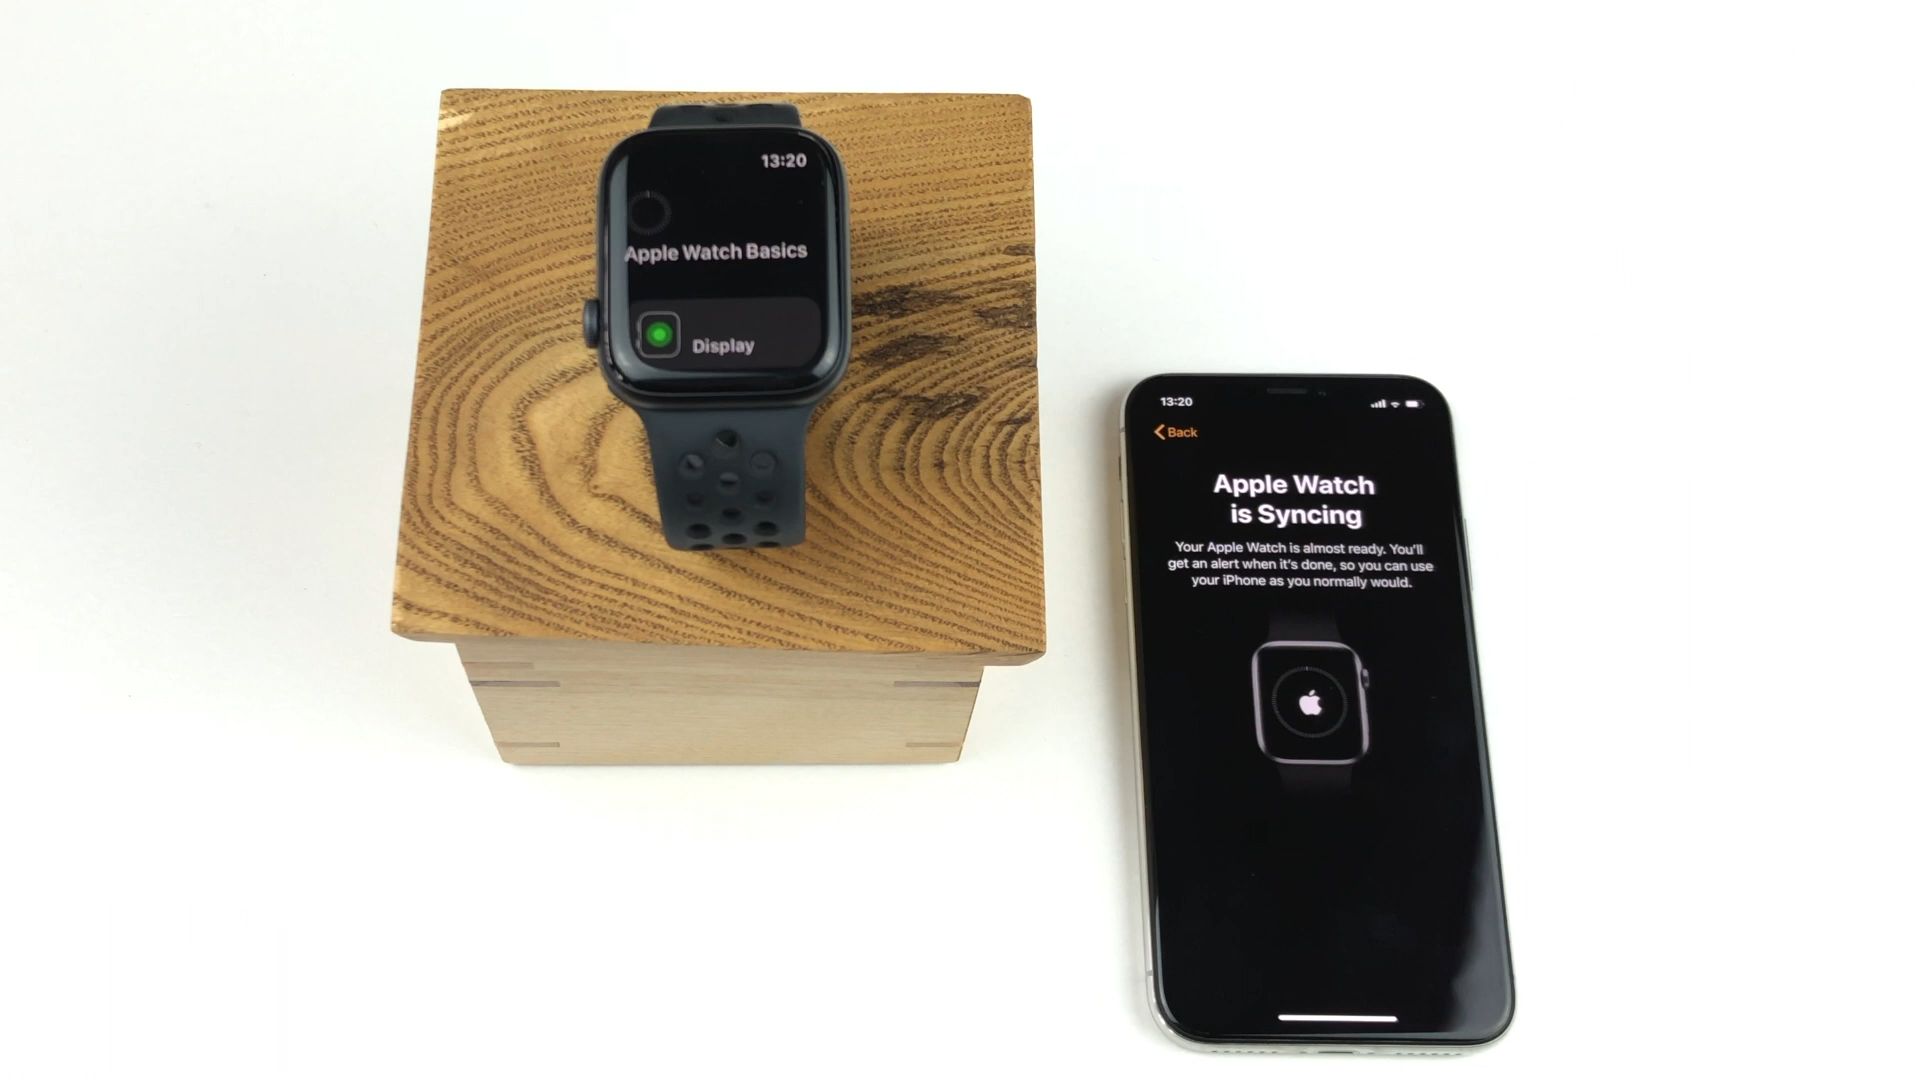 13:20
Apple Watch Basics
Display
13:20
Back
Apple Watch
is Syncing
Your Apple Watch is almost ready. You'll
get an alert when it's done, so you can use
your iPhone as you normally would.